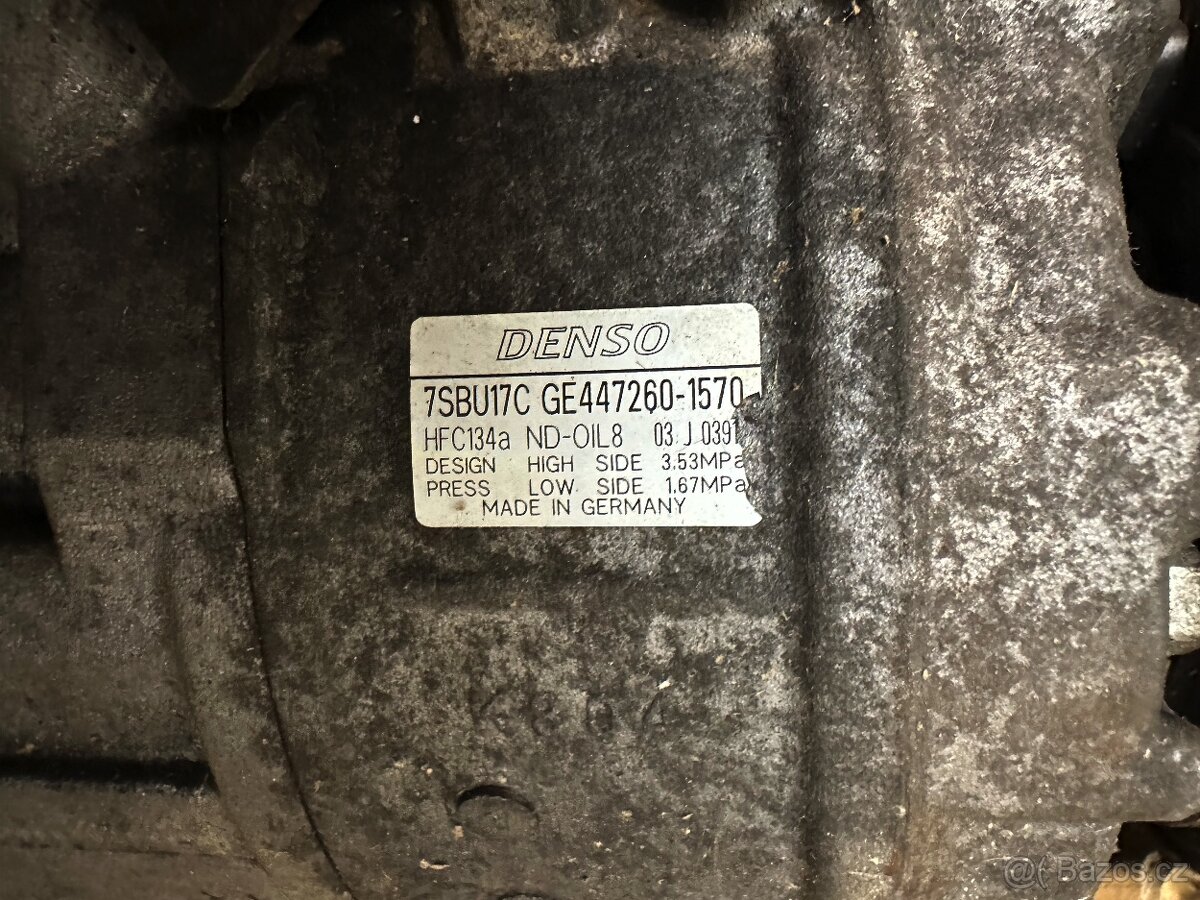 DENSO
7SBU17C GE447260-1570
HFC134a ND-OIL8 03 J 0391
DESIGN HIGH SIDE 3.53MPa
PRESS LOW SIDE 1.67MPa
MADE IN GERMANY
Bazos.cz